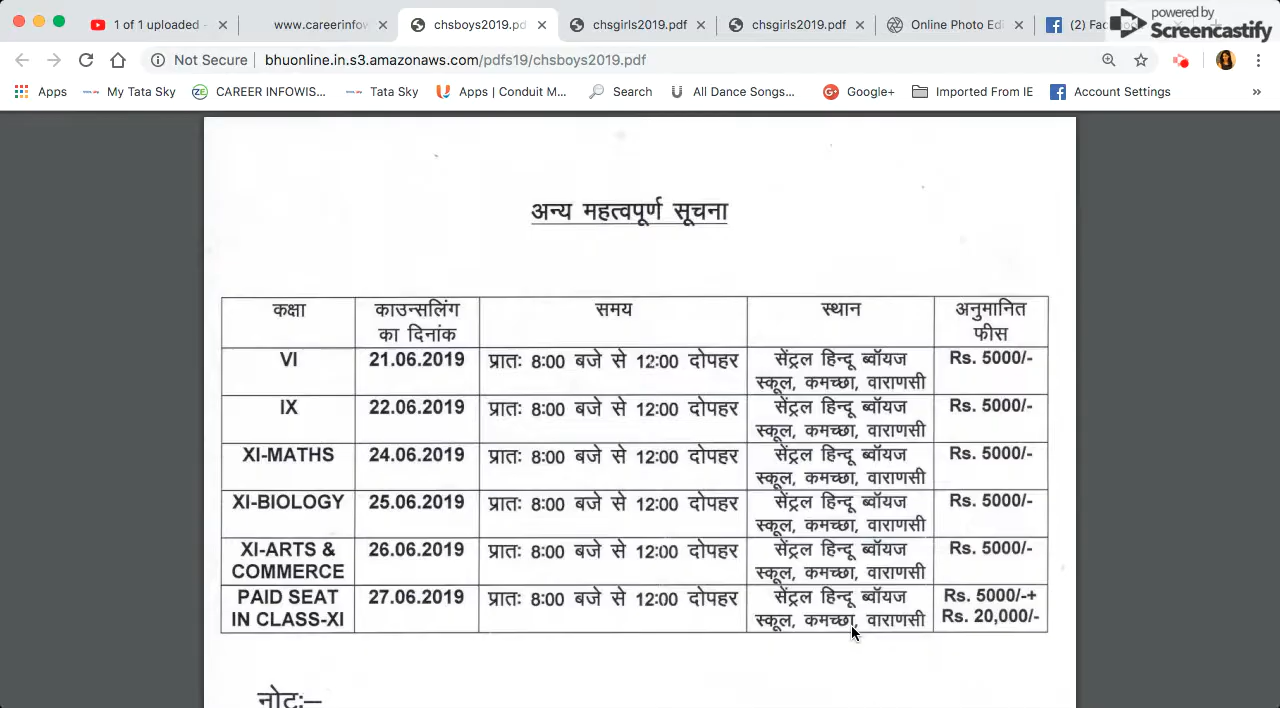 1 of 1 uploaded
www.careerinfow
chsboys2019.pd
chsgirls2019.pdf
chsgirls2019.pdf
Online Photo Edi
(2) Fac
powered by
Screencastify
Not Secure
bhuonline.in.s3.amazonaws.com/pdfs19/chsboys2019.pdf
Apps
My Tata Sky
CAREER INFOWIS...
Tata Sky
Apps | Conduit M...
Search
All Dance Songs...
Google+
Imported From IE
Account Settings
»
अन्य महत्वपूर्ण सूचना
कक्षा
काउन्सलिंग
का दिनांक
समय
स्थान
अनुमानित
फीस
VI
21.06.2019
प्रातः 8:00 बजे से 12:00 दोपहर
सेंट्रल हिन्दू ब्वॉयज
स्कूल, कमच्छा, वाराणसी
Rs. 5000/-
IX
22.06.2019
प्रातः 8:00 बजे से 12:00 दोपहर
सेंट्रल हिन्दू ब्वॉयज
स्कूल, कमच्छा, वाराणसी
Rs. 5000/-
XI-MATHS
24.06.2019
प्रातः 8:00 बजे से 12:00 दोपहर
सेंट्रल हिन्दू ब्वॉयज
स्कूल, कमच्छा, वाराणसी
Rs. 5000/-
XI-BIOLOGY
25.06.2019
प्रातः 8:00 बजे से 12:00 दोपहर
सेंट्रल हिन्दू ब्वॉयज
स्कूल, कमच्छा, वाराणसी
Rs. 5000/-
XI-ARTS &
COMMERCE
26.06.2019
प्रातः 8:00 बजे से 12:00 दोपहर
सेंट्रल हिन्दू ब्वॉयज
स्कूल, कमच्छा, वाराणसी
Rs. 5000/-
PAID SEAT
IN CLASS-XI
27.06.2019
प्रातः 8:00 बजे से 12:00 दोपहर
सेंट्रल हिन्दू ब्वॉयज
स्कूल, कमच्छा, वाराणसी
Rs. 5000/-+
Rs. 20,000/-
नोटः–